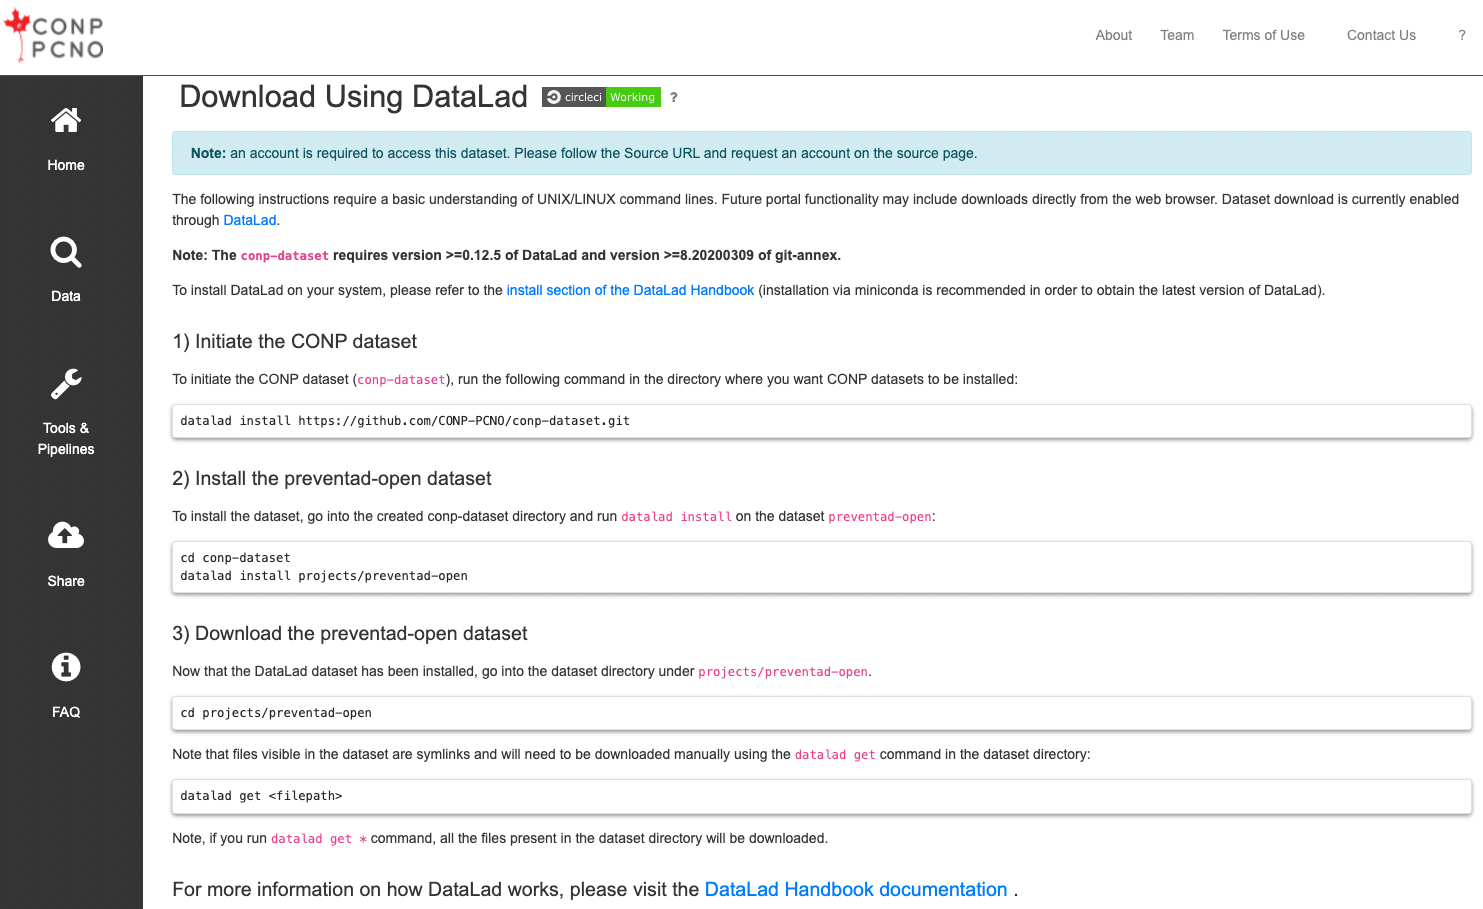 CONP
PCNO
About Team Terms of Use Contact Us ?
Home
Data
Tools &
Pipelines
Share
FAQ
Download Using DataLad circleci Working ?
Note: an account is required to access this dataset. Please follow the Source URL and request an account on the source page.
The following instructions require a basic understanding of UNIX/LINUX command lines. Future portal functionality may include downloads directly from the web browser. Dataset download is currently enabled
through DataLad.
Note: The conp-dataset requires version >=0.12.5 of DataLad and version >=8.20200309 of git-annex.
To install DataLad on your system, please refer to the install section of the DataLad Handbook (installation via miniconda is recommended in order to obtain the latest version of DataLad).
1) Initiate the CONP dataset
To initiate the CONP dataset (conp-dataset), run the following command in the directory where you want CONP datasets to be installed:
datalad install https://github.com/CONP-PCNO/conp-dataset.git
2) Install the preventad-open dataset
To install the dataset, go into the created conp-dataset directory and run datalad install on the dataset preventad-open:
cd conp-dataset
datalad install projects/preventad-open
3) Download the preventad-open dataset
Now that the DataLad dataset has been installed, go into the dataset directory under projects/preventad-open.
cd projects/preventad-open
Note that files visible in the dataset are symlinks and will need to be downloaded manually using the datalad get command in the dataset directory:
datalad get <filepath>
Note, if you run datalad get * command, all the files present in the dataset directory will be downloaded.
For more information on how DataLad works, please visit the DataLad Handbook documentation .